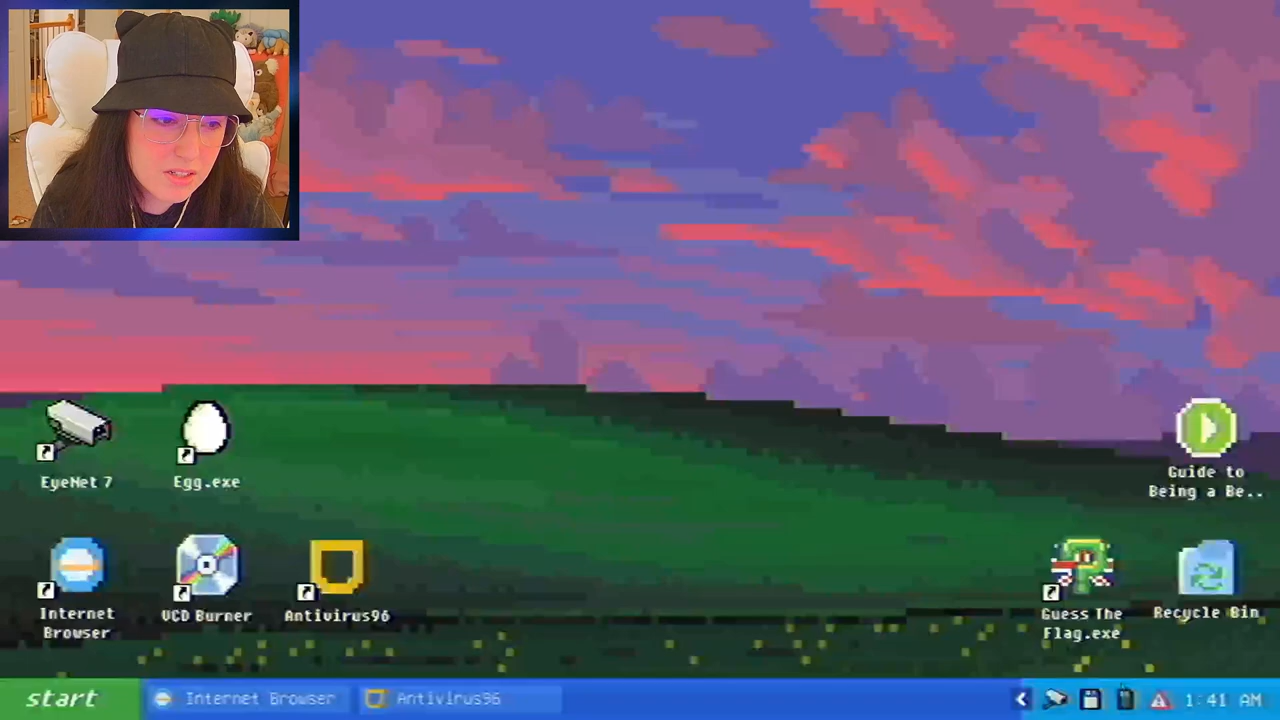 EyeNet 7
Egg.exe
Guide to
Being a Be..
Internet
Browser
VCD Burner
Antivirus96
Guess The
Flag.exe
Recycle Bin
start
Internet Browser
Antivirus96
1:41 AM